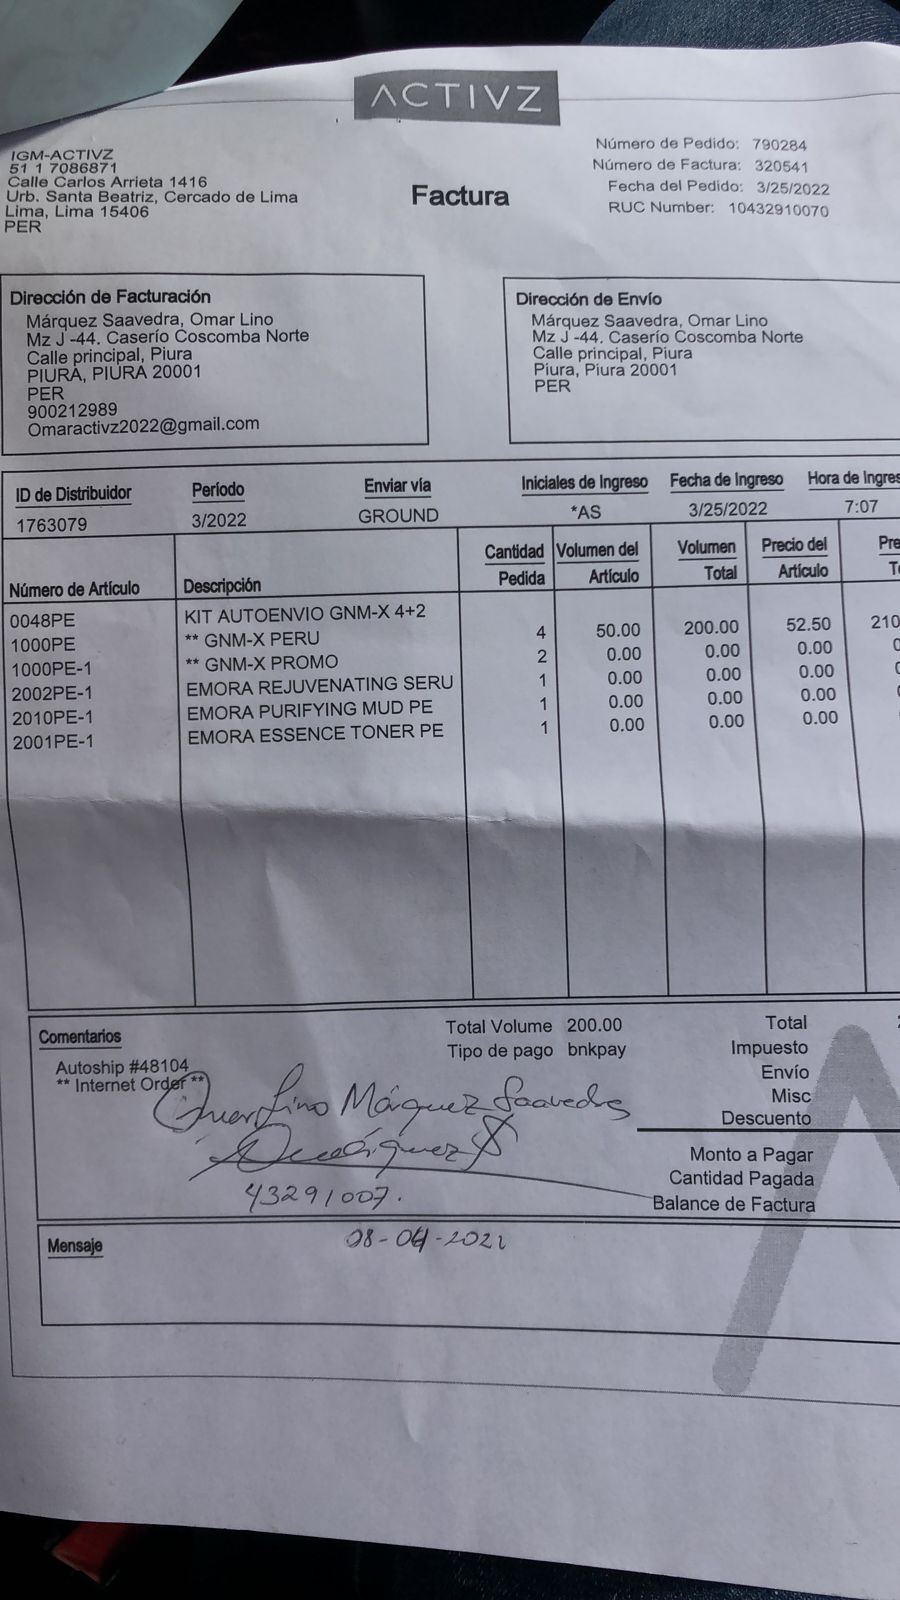 ACTIVZ
IGM-ACTIVZ
51 1 7086871
Calle Carlos Arrieta 1416
Urb. Santa Beatriz, Cercado de Lima
Lima, Lima 15406
PER
Factura
Número de Pedido: 790284
Número de Factura: 320541
Fecha del Pedido: 3/25/2022
RUC Number: 10432910070
Dirección de Facturación
Márquez Saavedra, Omar Lino
Mz J -44. Caserío Coscomba Norte
Calle principal, Piura
PIURA, PIURA 20001
PER
900212989
Omaractivz2022@gmail.com
Dirección de Envío
Márquez Saavedra, Omar Lino
Mz J -44. Caserío Coscomba Norte
Calle principal, Piura
Piura, Piura 20001
PER
ID de Distribuidor Período Enviar vía Iniciales de Ingreso Fecha de Ingreso Hora de Ingres
1763079 3/2022 GROUND *AS 3/25/2022 7:07
Número de Artículo Descripción Cantidad Pedida Volumen del Artículo Volumen Total Precio del Artículo Pre
0048PE KIT AUTOENVIO GNM-X 4+2
1000PE ** GNM-X PERU 4 50.00 200.00 52.50 210
1000PE-1 ** GNM-X PROMO 2 0.00 0.00 0.00
2002PE-1 EMORA REJUVENATING SERU 1 0.00 0.00 0.00
2010PE-1 EMORA PURIFYING MUD PE 1 0.00 0.00 0.00
2001PE-1 EMORA ESSENCE TONER PE 1 0.00 0.00 0.00
Comentarios
Autoship #48104
** Internet Order **
Total Volume 200.00
Tipo de pago bnkpay
Total
Impuesto
Envío
Misc
Descuento
Monto a Pagar
Cantidad Pagada
Balance de Factura
Omar Lino Márquez Saavedra
43291007.
Mensaje
08-04-2022